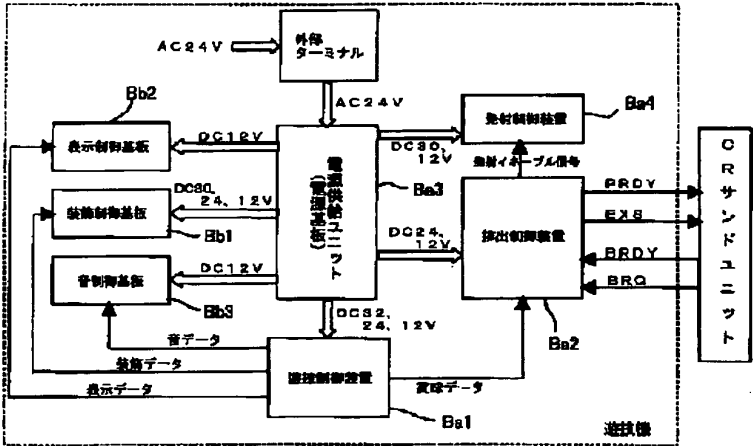 外部
ターミナル
AC24V
AC24V
Bb2
表示制御基板
DC12V
DC30、
24、12V
装飾制御基板
Bb1
DC12V
音制御基板
Bb3
電源供給ユニット
(電源基板)
Ba3
DC30、
12V
発射制御装置
Ba4
発射イネーブル信号
DC24、
12V
払出制御装置
Ba2
PRDY
EXS
BRDY
BRQ
CRサンドユニット
DC32、
24、12V
音データ
装飾データ
表示データ
遊技制御装置
Ba1
賞球データ
遊技機